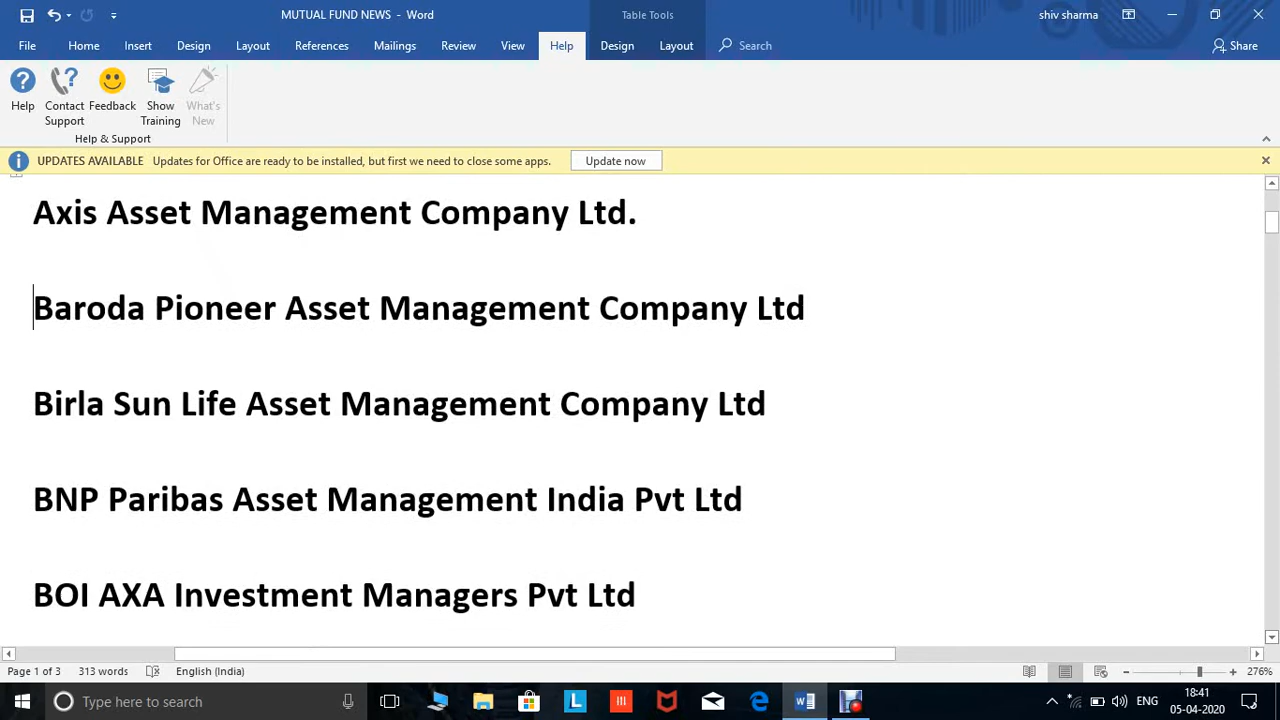 MUTUAL FUND NEWS - Word
Table Tools
shiv sharma
File Home Insert Design Layout References Mailings Review View Help Design Layout Search Share
Help Contact Support Feedback Show Training What's New
Help & Support
UPDATES AVAILABLE Updates for Office are ready to be installed, but first we need to close some apps. Update now
Axis Asset Management Company Ltd.
Baroda Pioneer Asset Management Company Ltd
Birla Sun Life Asset Management Company Ltd
BNP Paribas Asset Management India Pvt Ltd
BOI AXA Investment Managers Pvt Ltd
Page 1 of 3 313 words English (India) 276%
Type here to search
ENG
18:41
05-04-2020